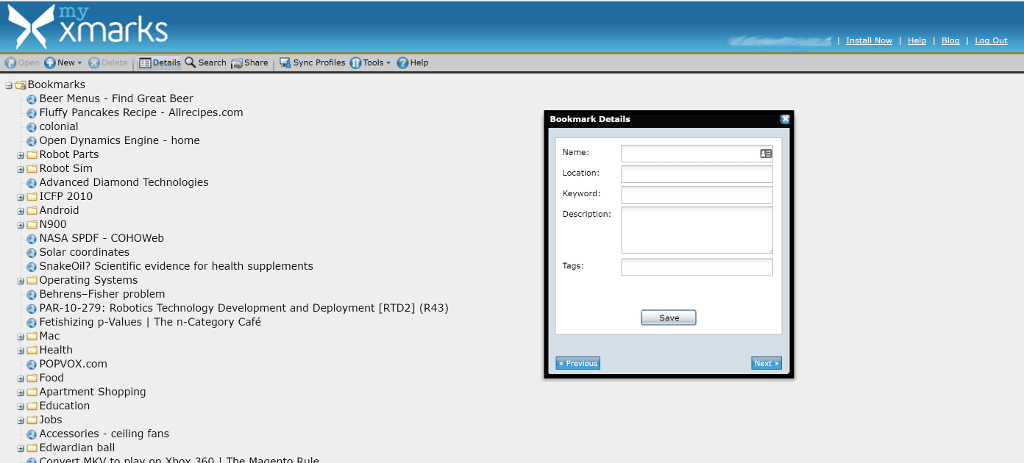 my
xmarks
| Install Now | Help | Blog | Log Out
Open New Delete Details Search Share Sync Profiles Tools Help
Bookmarks
Beer Menus - Find Great Beer
Fluffy Pancakes Recipe - Allrecipes.com
colonial
Open Dynamics Engine - home
Robot Parts
Robot Sim
Advanced Diamond Technologies
ICFP 2010
Android
N900
NASA SPDF - COHOWeb
Solar coordinates
SnakeOil? Scientific evidence for health supplements
Operating Systems
Behrens–Fisher problem
PAR-10-279: Robotics Technology Development and Deployment [RTD2] (R43)
Fetishizing p-Values | The n-Category Café
Mac
Health
POPVOX.com
Food
Apartment Shopping
Education
Jobs
Accessories - ceiling fans
Edwardian ball
Convert MKV to play on Xbox 360 | The Magento Rule
Bookmark Details
Name:
Location:
Keyword:
Description:
Tags:
Save
« Previous
Next »